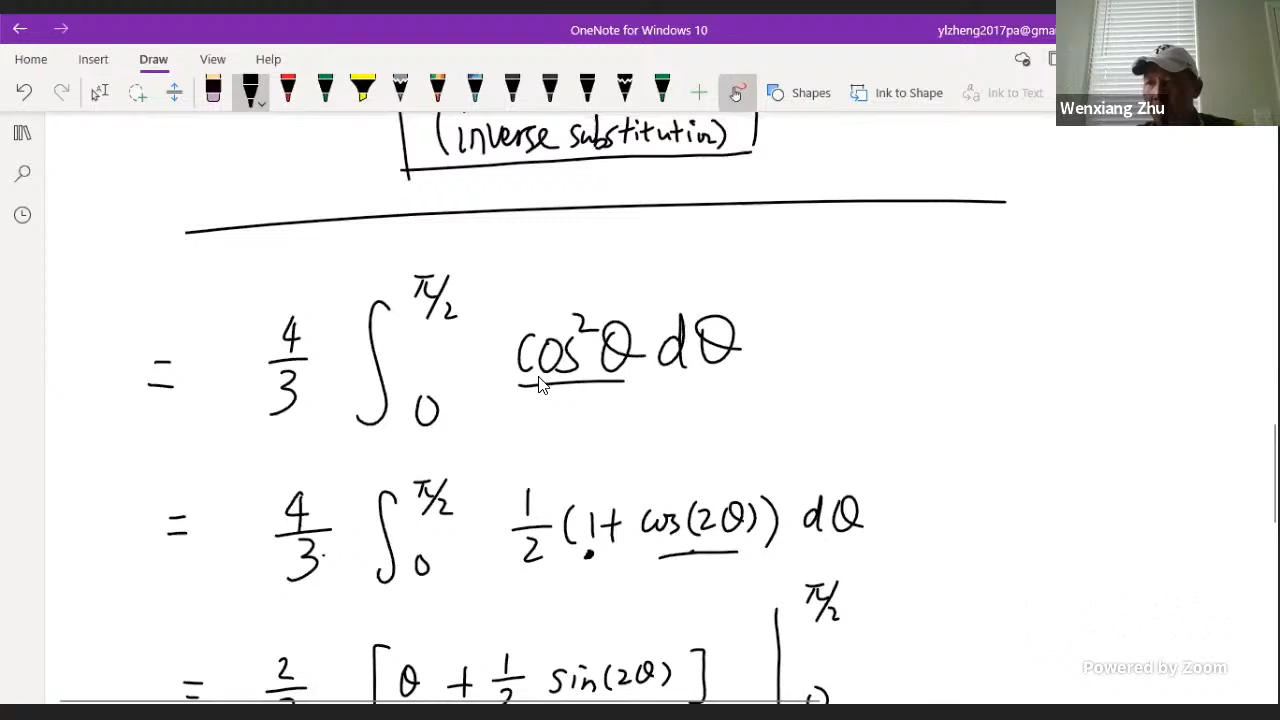 OneNote for Windows 10
ylzheng2017pa@gma
Home Insert Draw View Help
Shapes Ink to Shape Ink to Text
Wenxiang Zhu
(inverse substitution)
= 4/3 ∫_0^{π/2} cos²θ dθ
= 4/3 ∫_0^{π/2} 1/2 (1 + cos(2θ)) dθ
= 2/ [θ + 1/2 sin(2θ)] |_0^{π/2}
Powered by Zoom